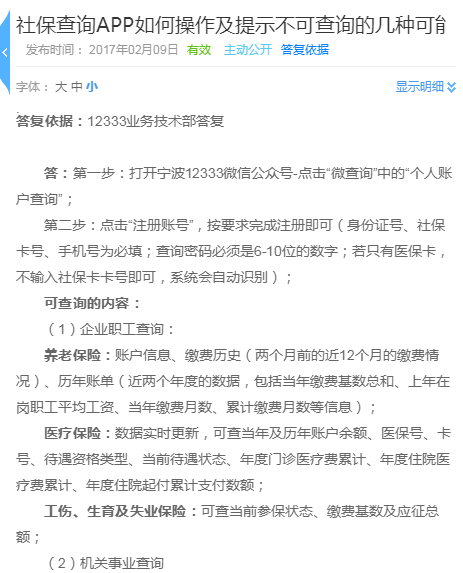 社保查询APP如何操作及提示不可查询的几种可能
发布时间： 2017年02月09日 有效 主动公开 答复依据
字体： 大 中 小 显示明细
答复依据：12333业务技术部答复
答：第一步：打开宁波12333微信公众号-点击“微查询”中的“个人账
户查询”；
第二步：点击“注册账号”，按要求完成注册即可（身份证号、社保
卡号、手机号为必填；查询密码必须是6-10位的数字；若只有医保卡，
不输入社保卡卡号即可，系统会自动识别）；
可查询的内容：
（1）企业职工查询：
养老保险：账户信息、缴费历史（两个月前的近12个月的缴费情
况）、历年账单（近两个年度的数据，包括当年缴费基数总和、上年在
岗职工平均工资、当年缴费月数、累计缴费月数等信息）；
医疗保险：数据实时更新，可查当年及历年账户余额、医保号、卡
号、待遇资格类型、当前待遇状态、年度门诊医疗费累计、年度住院医
疗费累计、年度住院起付累计支付数额；
工伤、生育及失业保险：可查当前参保状态、缴费基数及应征总
额；
（2）机关事业查询